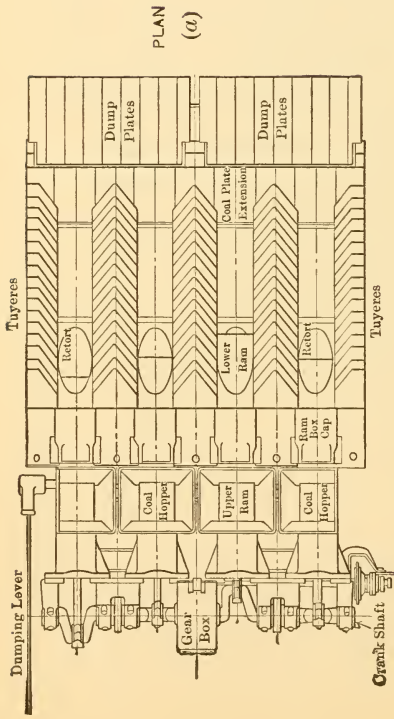 PLAN
(a)
Tuyeres
Dump
Plates
Dump
Plates
Coal Plate
Extension
Retort
Lower
Ram
Retort
Ram
Box
Cap
Tuyeres
Dumping Lever
Coal
Hopper
Upper
Ram
Coal
Hopper
Gear
Box
Crank Shaft